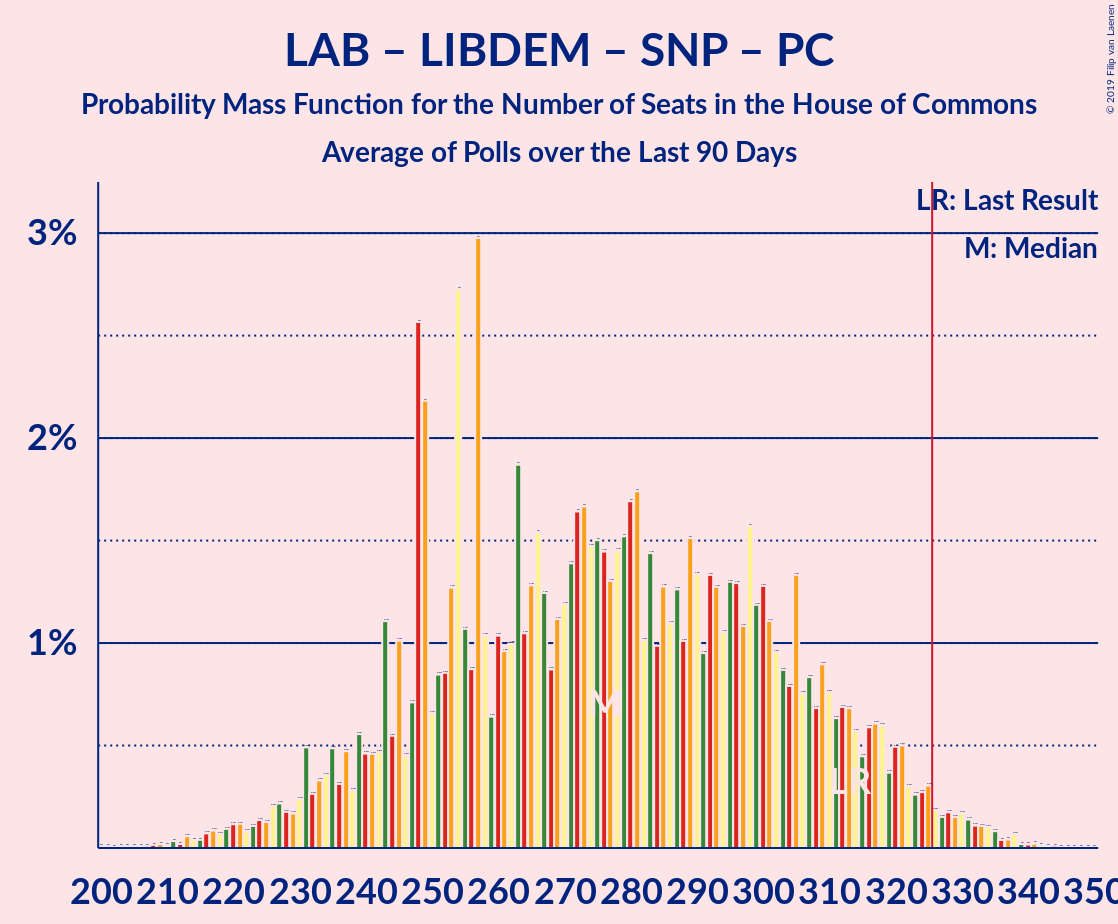 LAB – LIBDEM – SNP – PC
Probability Mass Function for the Number of Seats in the House of Commons
Average of Polls over the Last 90 Days
© 2019 Filip van Laenen
LR: Last Result
M: Median
3%
2%
1%
M
LR
200 210 220 230 240 250 260 270 280 290 300 310 320 330 340 350